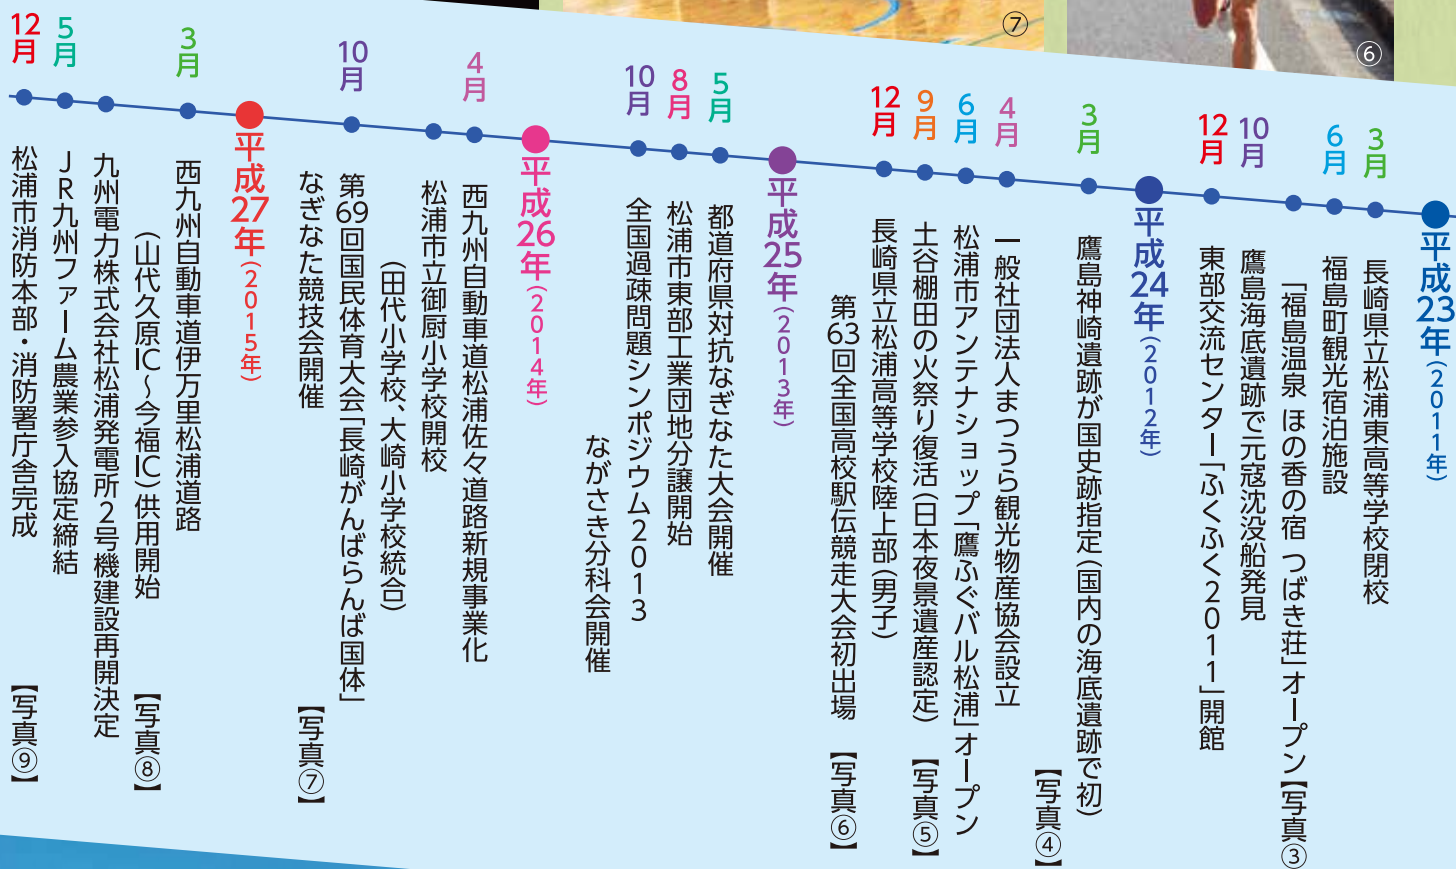 ⑦
⑥
平成23年(2011年)
3月
長崎県立松浦東高等学校閉校
6月
福島町観光宿泊施設
「福島温泉 ほの香の宿 つばき荘」オープン【写真③】
10月
鷹島海底遺跡で元寇沈没船発見
12月
東部交流センター「ふくふく2011」開館
平成24年(2012年)
3月
鷹島神崎遺跡が国史跡指定(国内の海底遺跡で初)
【写真④】
4月
一般社団法人まつうら観光物産協会設立
6月
松浦市アンテナショップ「鷹ふぐバル松浦」オープン
9月
土谷棚田の火祭り復活(日本夜景遺産認定) 【写真⑤】
12月
長崎県立松浦高等学校陸上部(男子)
第63回全国高校駅伝競走大会初出場 【写真⑥】
平成25年(2013年)
5月
都道府県対抗なぎなた大会開催
8月
松浦市東部工業団地分譲開始
10月
全国過疎問題シンポジウム2013
ながさき分科会開催
平成26年(2014年)
4月
西九州自動車道松浦佐々道路新規事業化
松浦市立御厨小学校開校
(田代小学校、大崎小学校統合)
10月
第69回国民体育大会「長崎がんばらんば国体」
なぎなた競技会開催 【写真⑦】
平成27年(2015年)
3月
西九州自動車道伊万里松浦道路
(山代久原IC～今福IC)供用開始 【写真⑧】
九州電力株式会社松浦発電所2号機建設再開決定
5月
JR九州ファーム農業参入協定締結
12月
松浦市消防本部・消防署庁舎完成 【写真⑨】